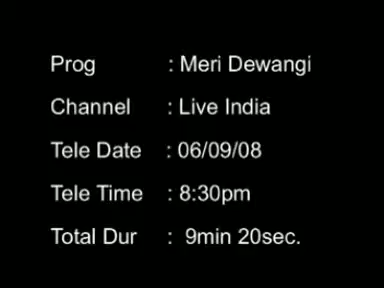 Prog : Meri Dewangi
Channel : Live India
Tele Date : 06/09/08
Tele Time : 8:30pm
Total Dur : 9min 20sec.